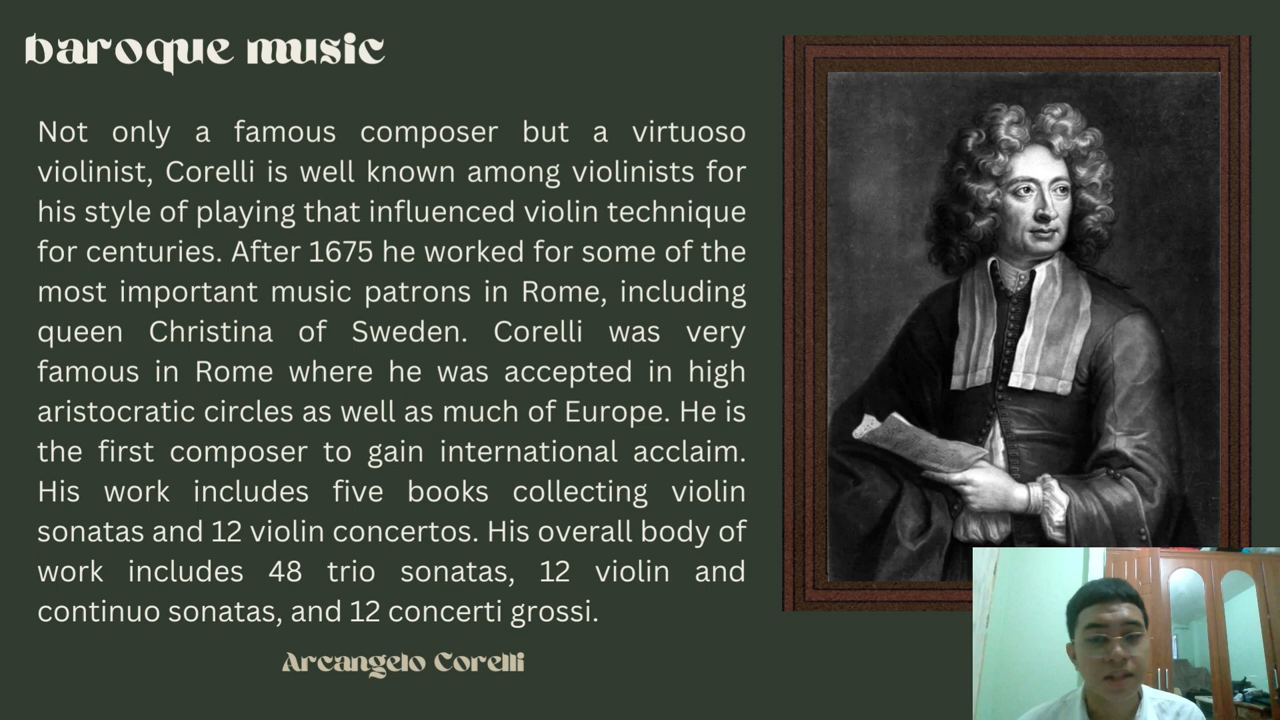 baroque music
Not only a famous composer but a virtuoso
violinist, Corelli is well known among violinists for
his style of playing that influenced violin technique
for centuries. After 1675 he worked for some of the
most important music patrons in Rome, including
queen Christina of Sweden. Corelli was very
famous in Rome where he was accepted in high
aristocratic circles as well as much of Europe. He is
the first composer to gain international acclaim.
His work includes five books collecting violin
sonatas and 12 violin concertos. His overall body of
work includes 48 trio sonatas, 12 violin and
continuo sonatas, and 12 concerti grossi.
Arcangelo Corelli